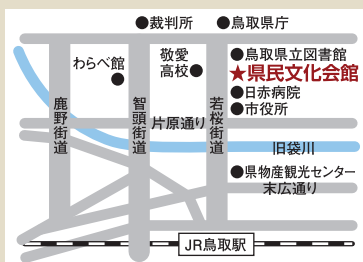 ●裁判所 ●鳥取県庁
わらべ館
敬愛
高校
●鳥取県立図書館
★県民文化会館
●日赤病院
●市役所
鹿野街道
智頭街道
若桜街道
片原通り
旧袋川
●県物産観光センター
末広通り
JR鳥取駅